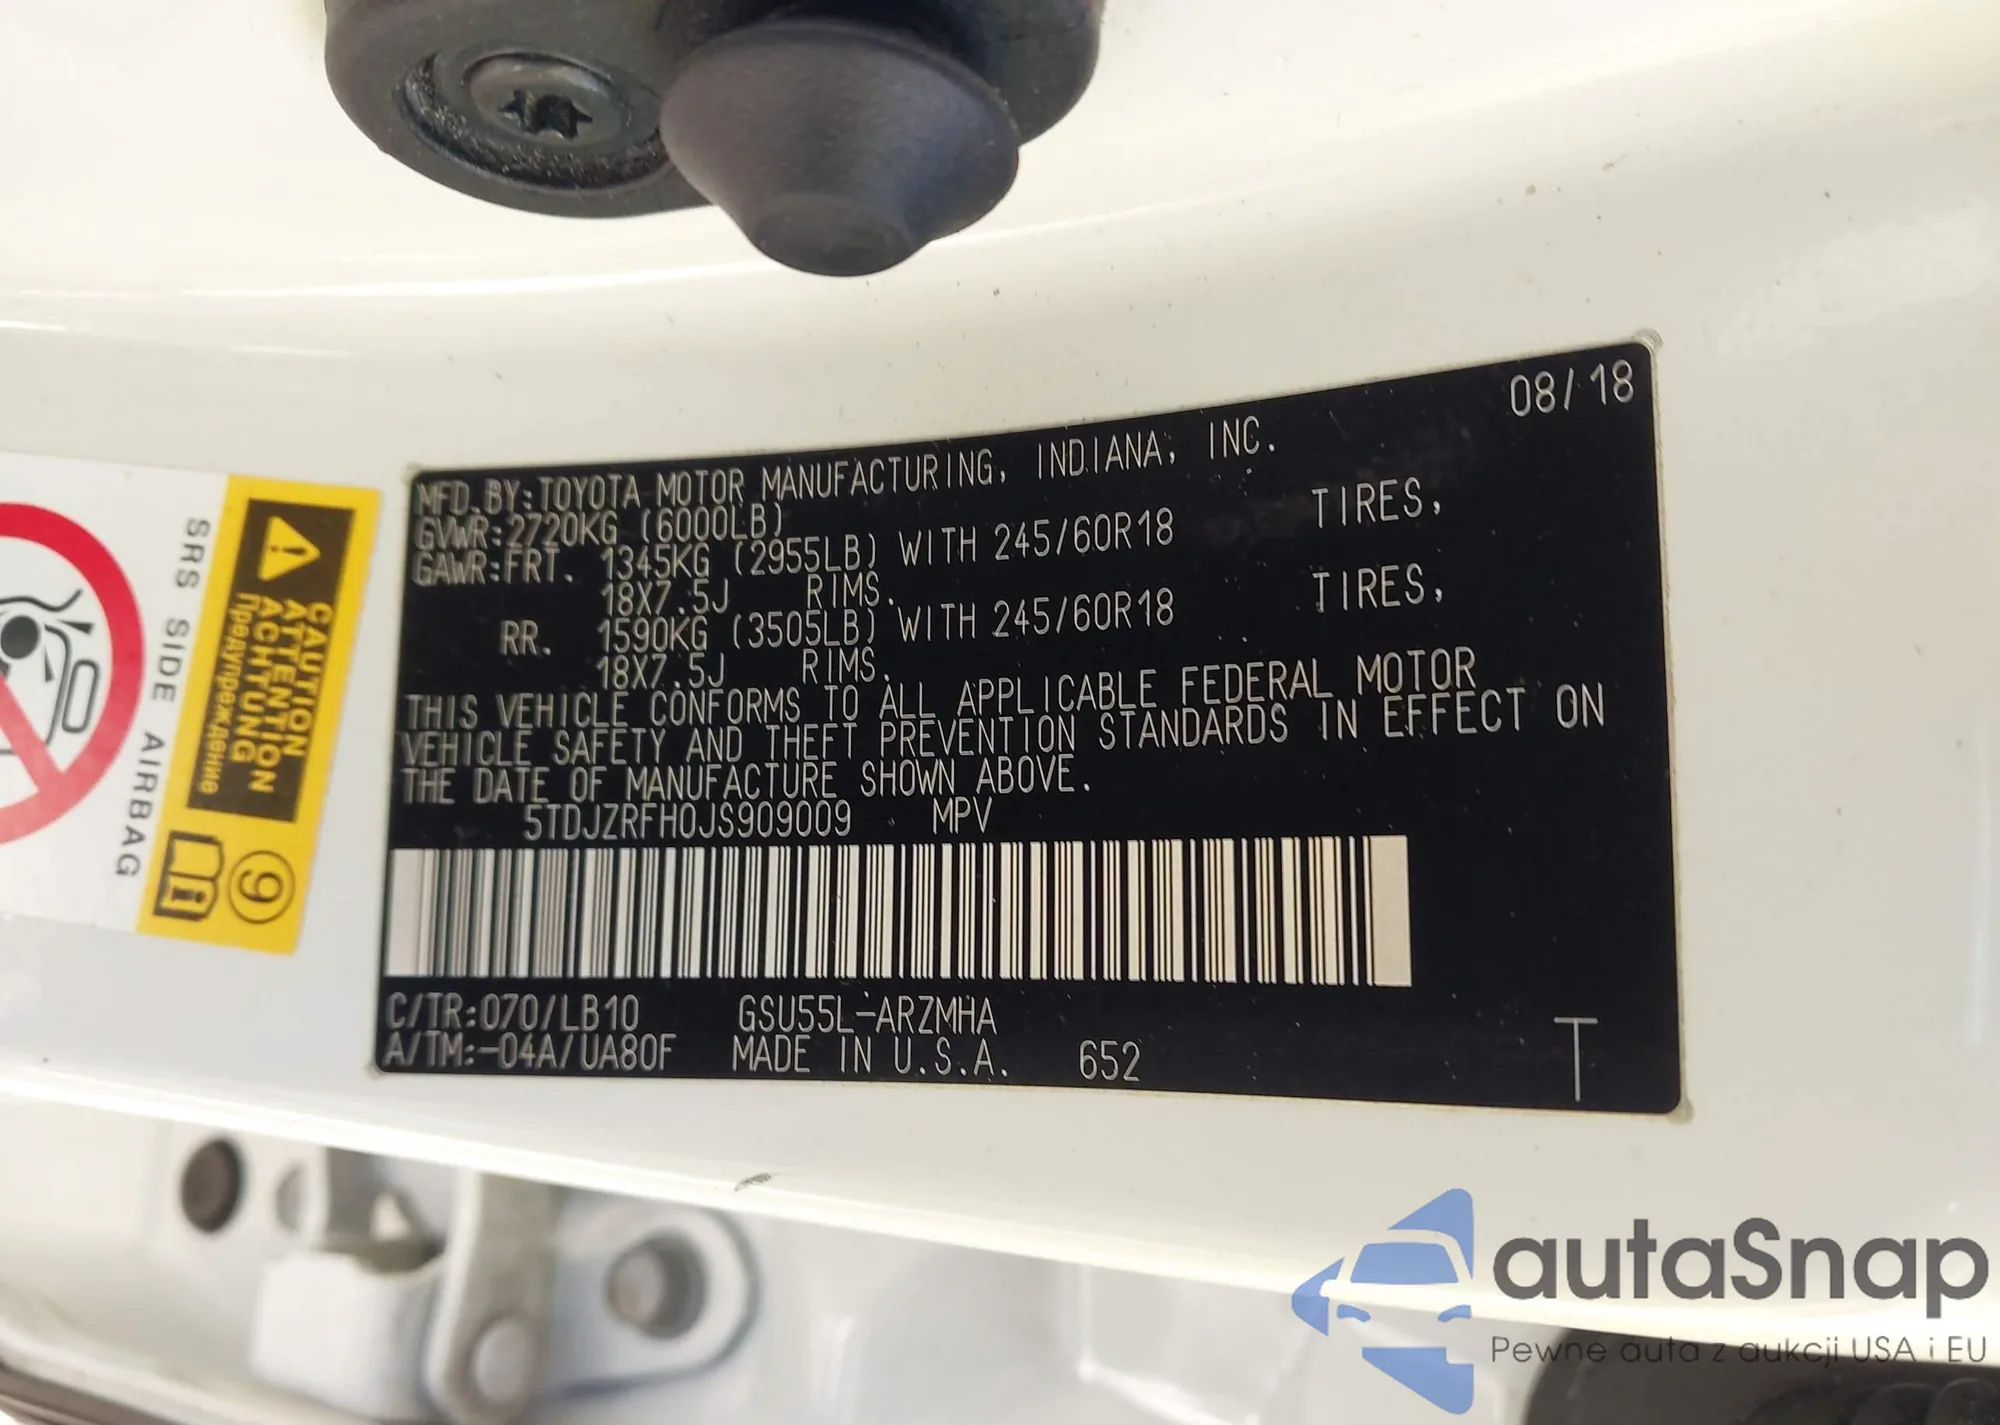 08/18
MFD.BY:TOYOTA MOTOR MANUFACTURING, INDIANA, INC.
GVWR:2720KG (6000LB)
GAWR:FRT. 1345KG (2955LB) WITH 245/60R18 TIRES,
18X7.5J RIMS.
RR. 1590KG (3505LB) WITH 245/60R18 TIRES,
18X7.5J RIMS.
THIS VEHICLE CONFORMS TO ALL APPLICABLE FEDERAL MOTOR
VEHICLE SAFETY AND THEFT PREVENTION STANDARDS IN EFFECT ON
THE DATE OF MANUFACTURE SHOWN ABOVE.
5TDJZRFH0JS909009 MPV
C/TR:070/LB10 GSU55L-ARZMHA
A/TM:-04A/UA80F MADE IN U.S.A. 652 T
CAUTION
ATTENTION
ACHTUNG
Предупреждение
SRS SIDE AIRBAG
9
autaSnap
Pewne auta z aukcji USA i EU